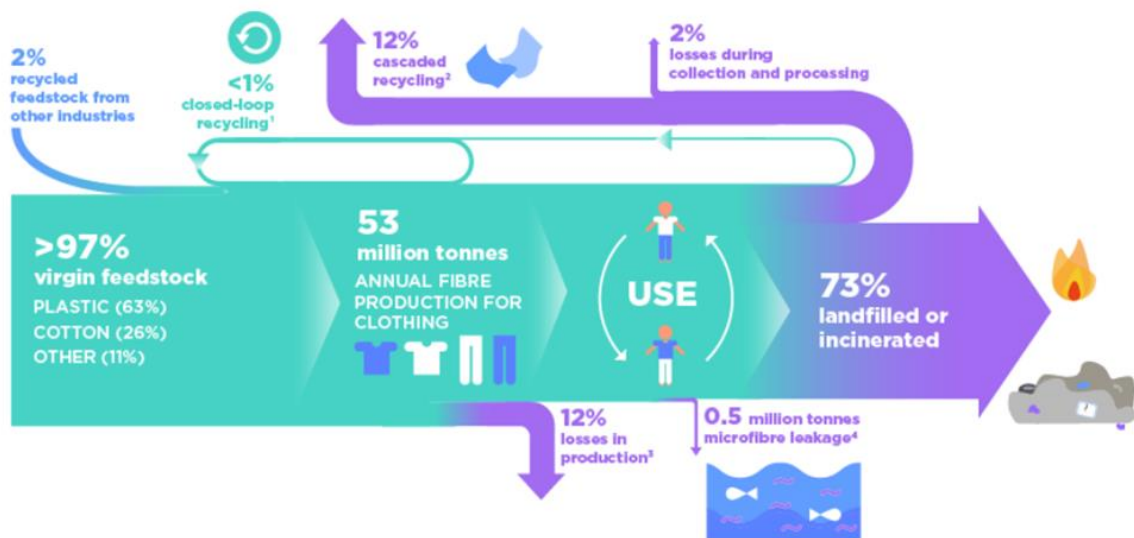 2%
recycled
feedstock from
other industries
<1%
closed-loop
recycling¹
12%
cascaded
recycling²
2%
losses during
collection and processing
>97%
virgin feedstock
PLASTIC (63%)
COTTON (26%)
OTHER (11%)
53
million tonnes
ANNUAL FIBRE
PRODUCTION FOR
CLOTHING
USE
73%
landfilled or
incinerated
12%
losses in
production³
0.5 million tonnes
microfibre leakage⁴